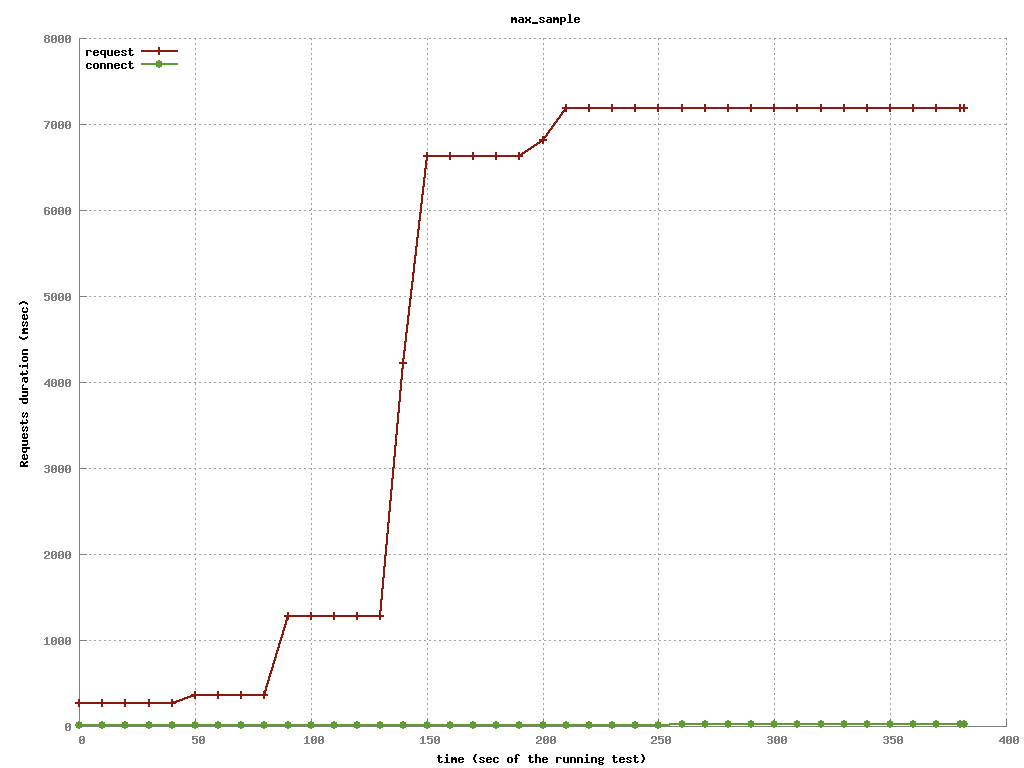 max_sample
request
connect
8000
7000
6000
5000
4000
3000
2000
1000
0
Requests duration (msec)
0 50 100 150 200 250 300 350 400
time (sec of the running test)